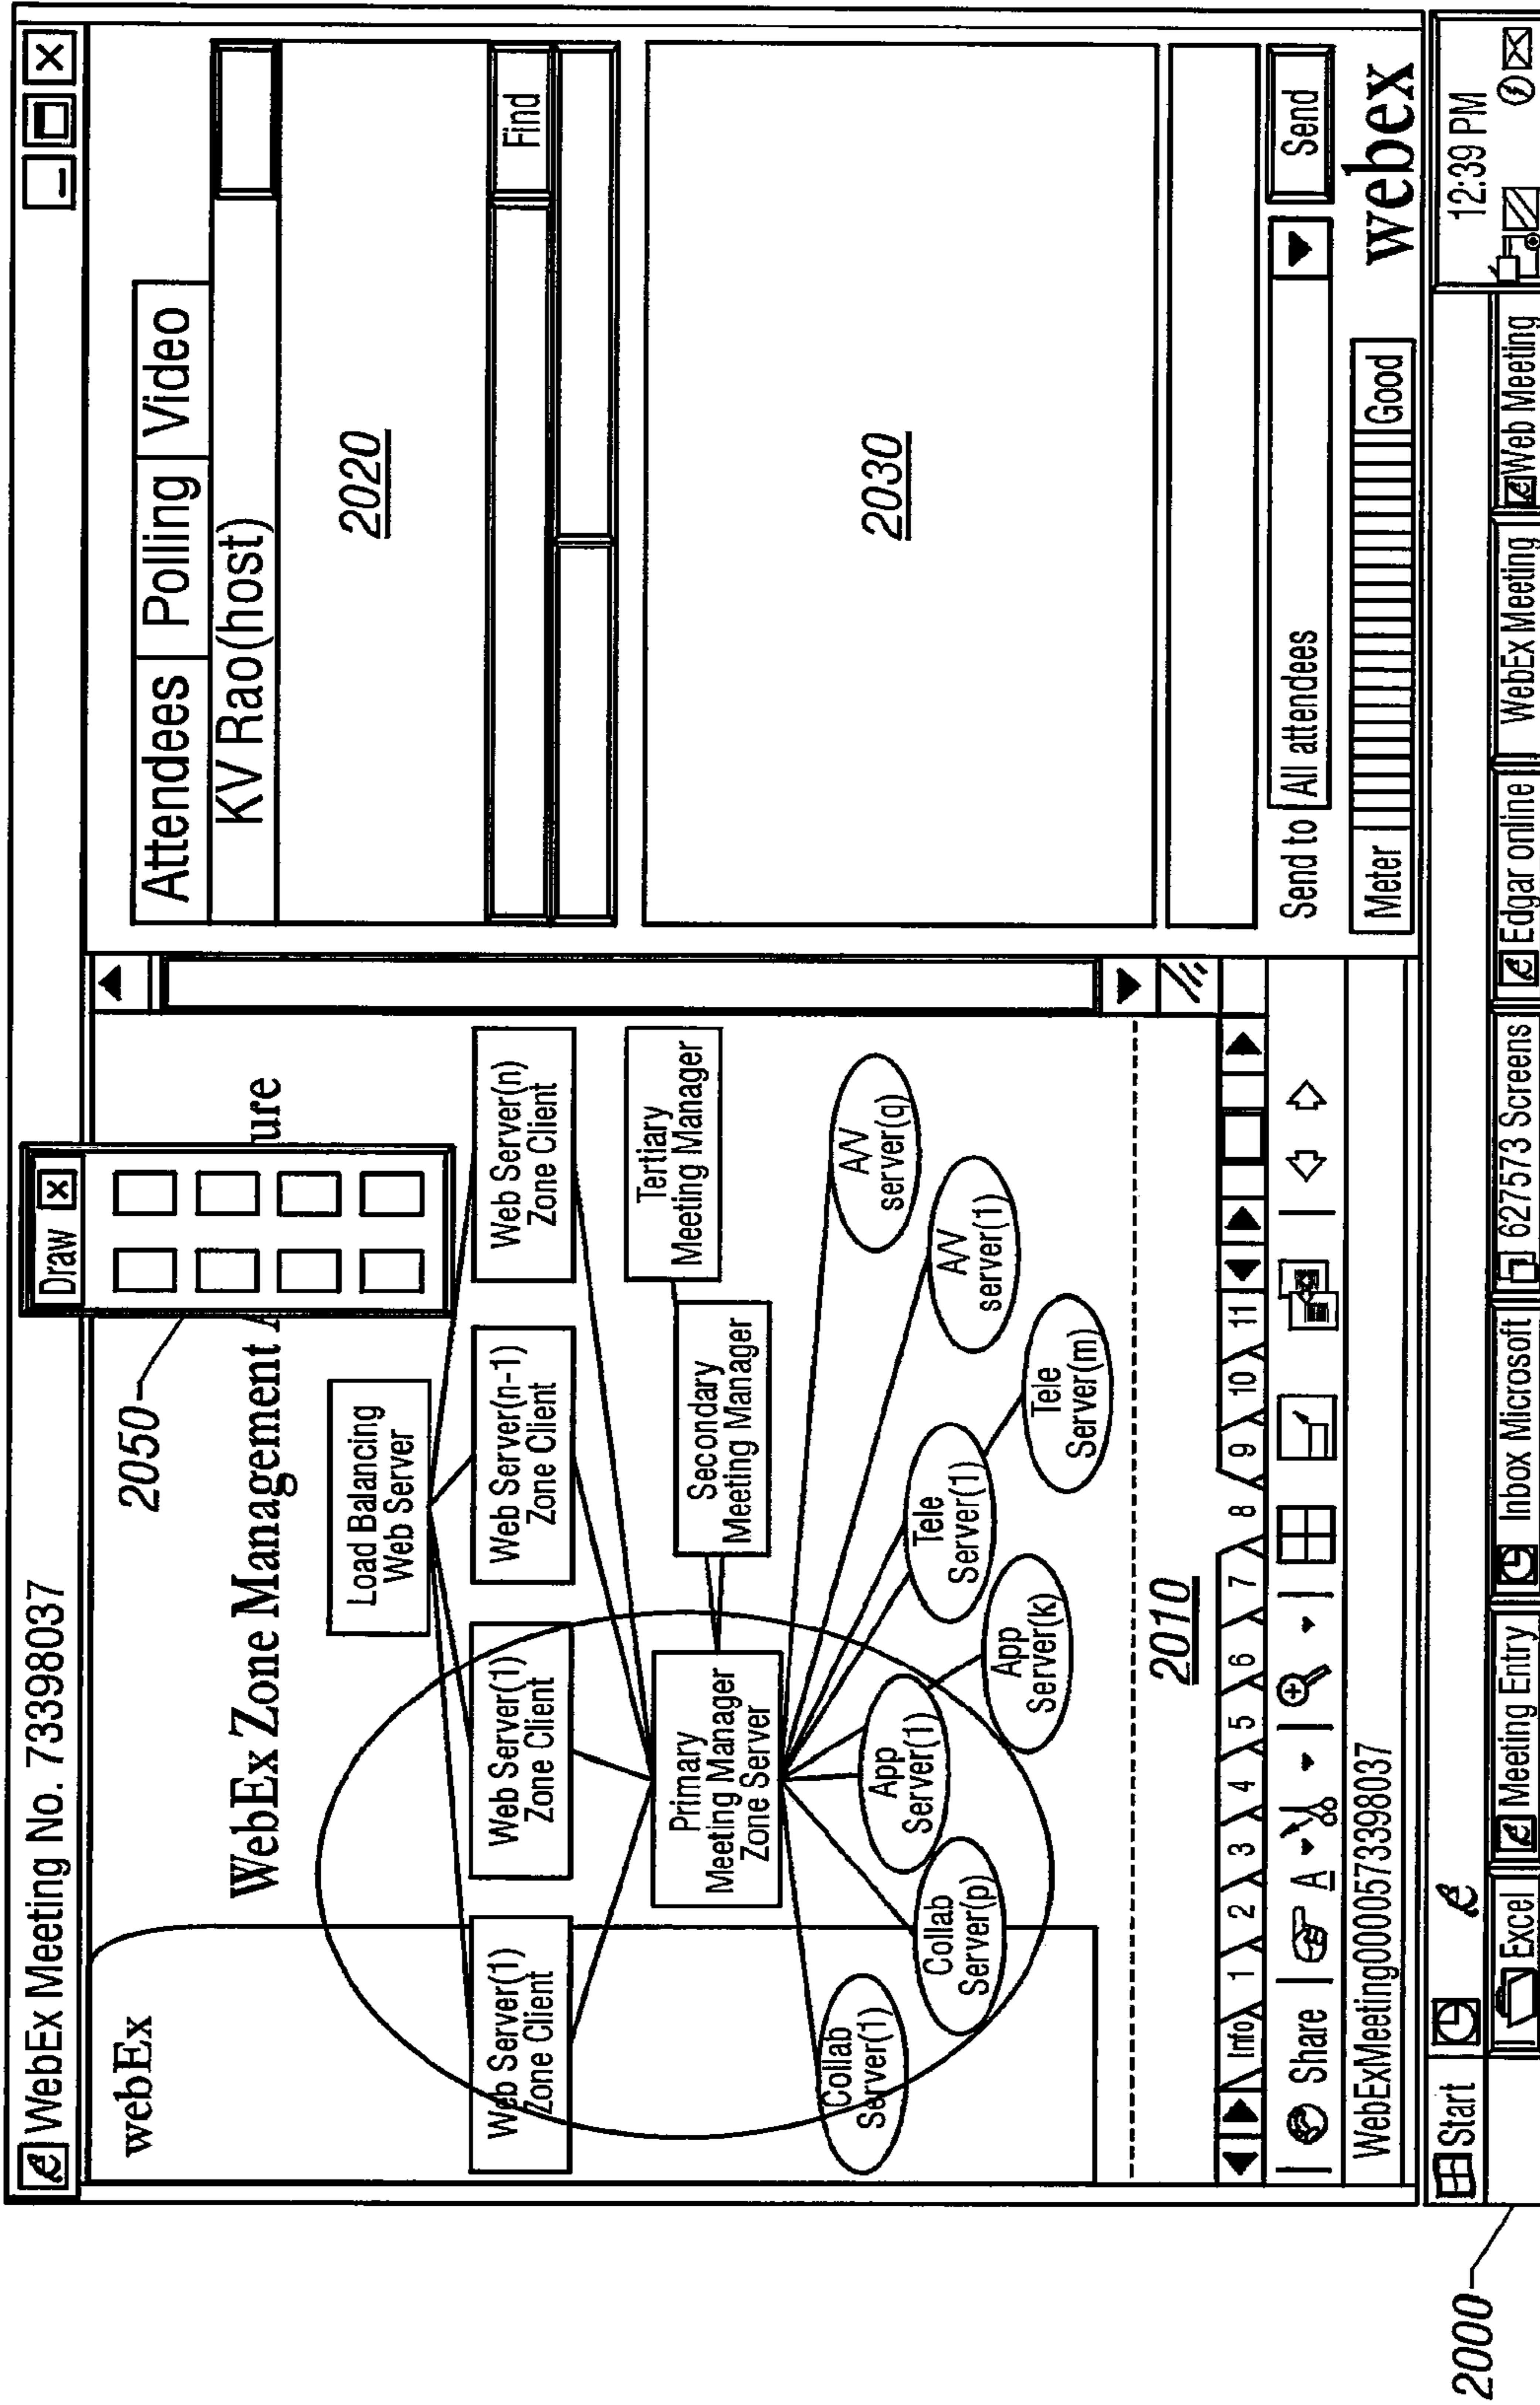 WebEx Meeting No. 73398037
webEx
WebEx Zone Management A
ure
2050
Draw
Load Balancing
Web Server
Web Server(1)
Zone Client
Web Server(1)
Zone Client
Web Server(n-1)
Zone Client
Web Server(n)
Zone Client
Primary
Meeting Manager
Zone Server
Secondary
Meeting Manager
Tertiary
Meeting Manager
Collab
Server(1)
Collab
Server(p)
App
Server(1)
App
Server(k)
Tele
Server(1)
Tele
Server(m)
A/V
server(1)
A/V
server(q)
2010
Info 1 2 3 4 5 6 7 8 9 10 11
Share A
WebExMeeting0000573398037
Attendees Polling Video
KV Rao(host)
2020
Find
2030
Send to All attendees Send
Meter Good
webex
Start
12:39 PM
Excel Meeting Entry Inbox Microsoft 627573 Screens Edgar online WebEx Meeting Web Meeting
2000